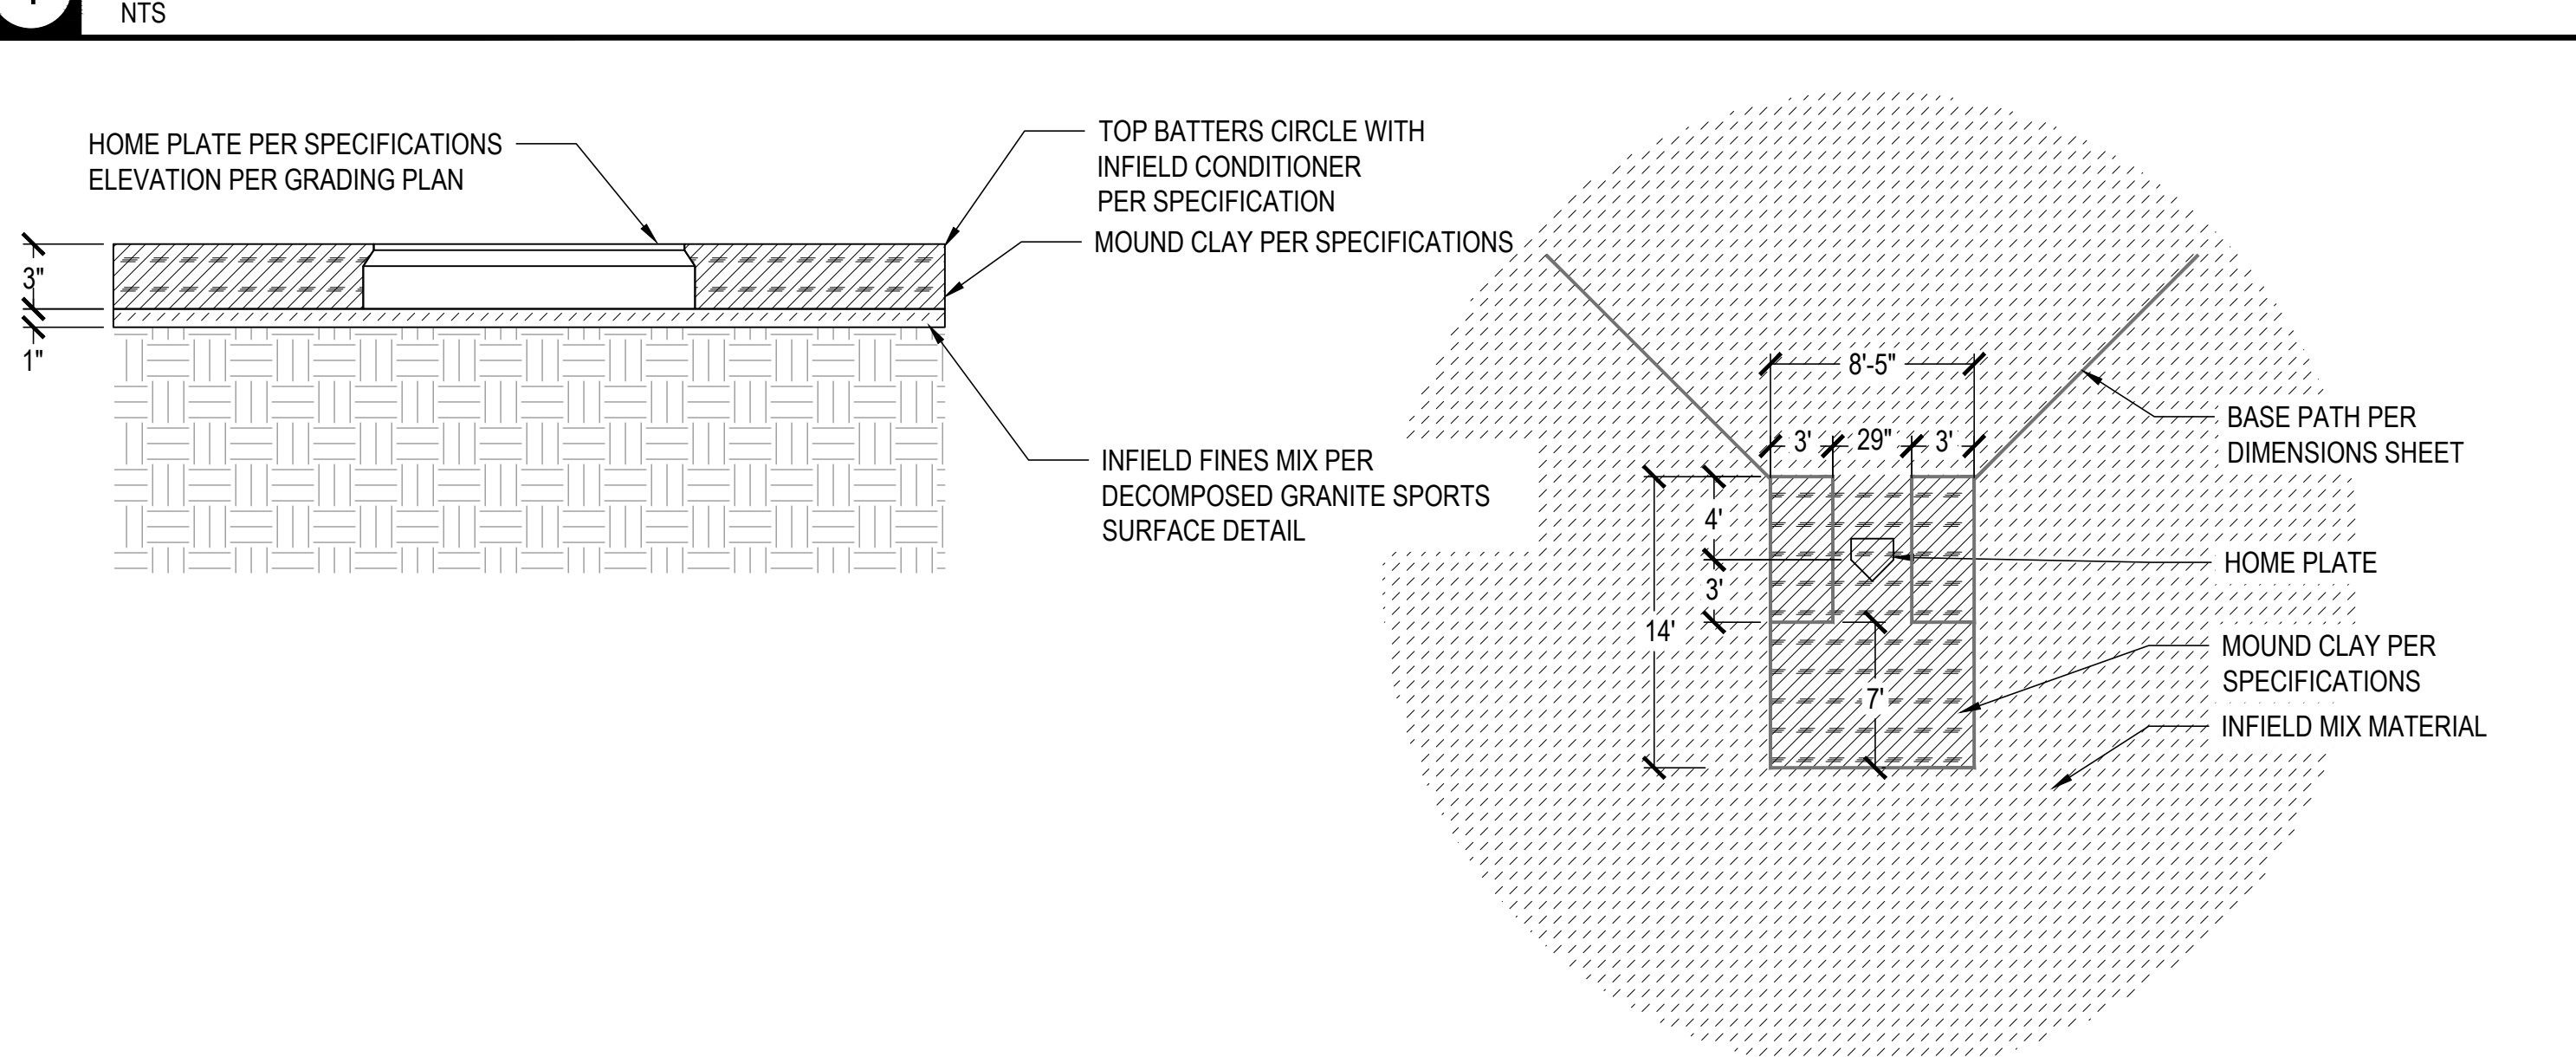 NTS
HOME PLATE PER SPECIFICATIONS
ELEVATION PER GRADING PLAN
3"
1"
TOP BATTERS CIRCLE WITH
INFIELD CONDITIONER
PER SPECIFICATION
MOUND CLAY PER SPECIFICATIONS
INFIELD FINES MIX PER
DECOMPOSED GRANITE SPORTS
SURFACE DETAIL
8'-5"
3'
29"
3'
4'
3'
14'
7'
BASE PATH PER
DIMENSIONS SHEET
HOME PLATE
MOUND CLAY PER
SPECIFICATIONS
INFIELD MIX MATERIAL